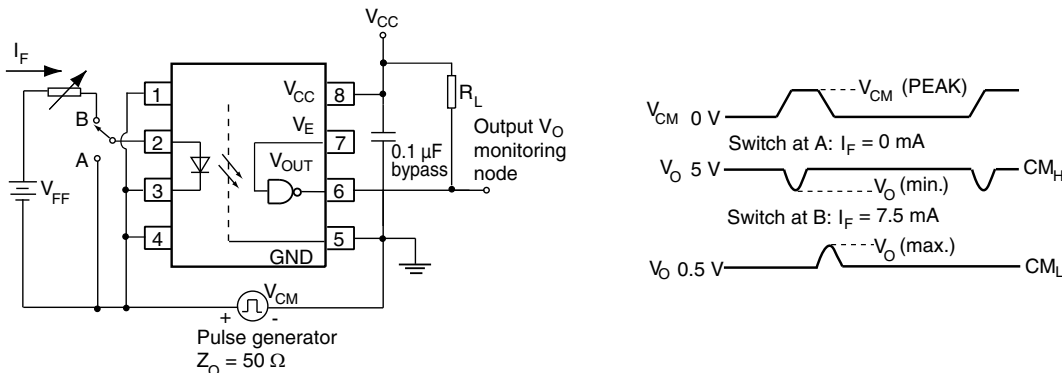 V_CC
I_F
1
V_CC
8
R_L
B
2
V_E
7
Output V_O
monitoring
node
A
V_OUT
0.1 µF
bypass
V_FF
3
6
4
5
GND
V_CM
+
-
Pulse generator
Z_O = 50 Ω
V_CM (PEAK)
V_CM 0 V
Switch at A: I_F = 0 mA
V_O 5 V
CM_H
V_O (min.)
Switch at B: I_F = 7.5 mA
V_O (max.)
V_O 0.5 V
CM_L